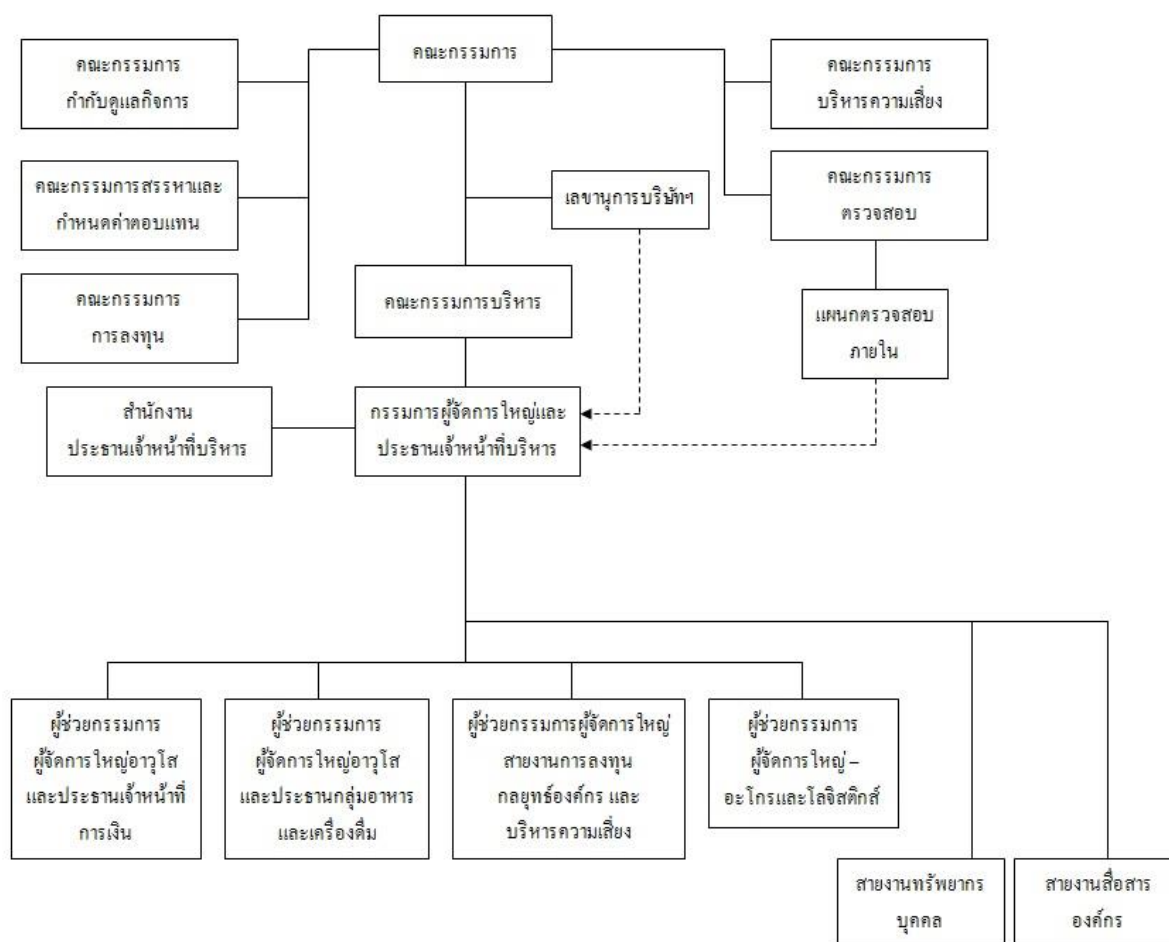 คณะกรรมการ
คณะกรรมการ
กำกับดูแลกิจการ
คณะกรรมการ
บริหารความเสี่ยง
คณะกรรมการสรรหาและ
กำหนดค่าตอบแทน
เลขานุการบริษัทฯ
คณะกรรมการ
ตรวจสอบ
คณะกรรมการ
การลงทุน
คณะกรรมการบริหาร
แผนกตรวจสอบ
ภายใน
สำนักงาน
ประธานเจ้าหน้าที่บริหาร
กรรมการผู้จัดการใหญ่และ
ประธานเจ้าหน้าที่บริหาร
ผู้ช่วยกรรมการ
ผู้จัดการใหญ่อาวุโส
และประธานเจ้าหน้าที่
การเงิน
ผู้ช่วยกรรมการ
ผู้จัดการใหญ่อาวุโส
และประธานกลุ่มอาหาร
และเครื่องดื่ม
ผู้ช่วยกรรมการผู้จัดการใหญ่
สายงานการลงทุน
กลยุทธ์องค์กร และ
บริหารความเสี่ยง
ผู้ช่วยกรรมการ
ผู้จัดการใหญ่ –
อะโกรและโลจิสติกส์
สายงานทรัพยากร
บุคคล
สายงานสื่อสาร
องค์กร